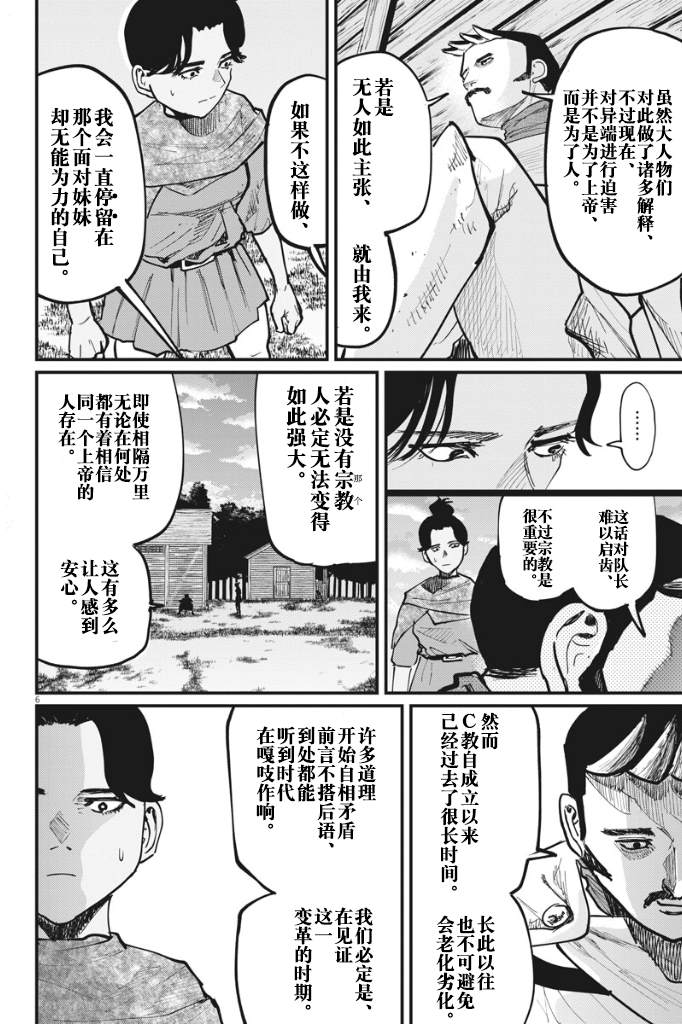 虽然大人物们
对此做了诸多解释、
不过现在、
对异端进行迫害
并不是为了上帝、
而是为了人。
若是
无人如此主张、
就由我来。
如果不这样做、
我会一直停留在
那个面对妹妹
却无能为力的自己。
……
这话对队长
难以启齿、
不过宗教是
很重要的。
若是没有宗教
那个
人必定无法变得
如此强大。
即使相隔万里
无论在何处
都有着相信
同一个上帝的
人存在。
这有多么
让人感到
安心。
6
然而
C教自成立以来
已经过去了很长时间。
长此以往
也不可避免
会老化劣化。
许多道理
开始自相矛盾
前言不搭后语、
到处都能
听到时代
在嘎吱作响。
我们必定是、
在见证
这一
变革的时期。